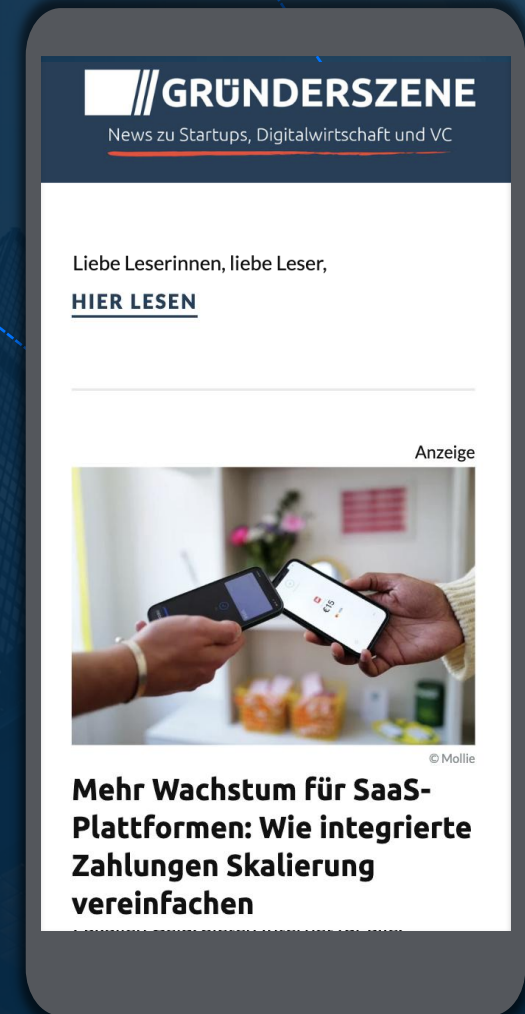 GRÜNDERSZENE
News zu Startups, Digitalwirtschaft und VC
Liebe Leserinnen, liebe Leser,
HIER LESEN
Anzeige
€15
© Mollie
Mehr Wachstum für SaaS-
Plattformen: Wie integrierte
Zahlungen Skalierung
vereinfachen